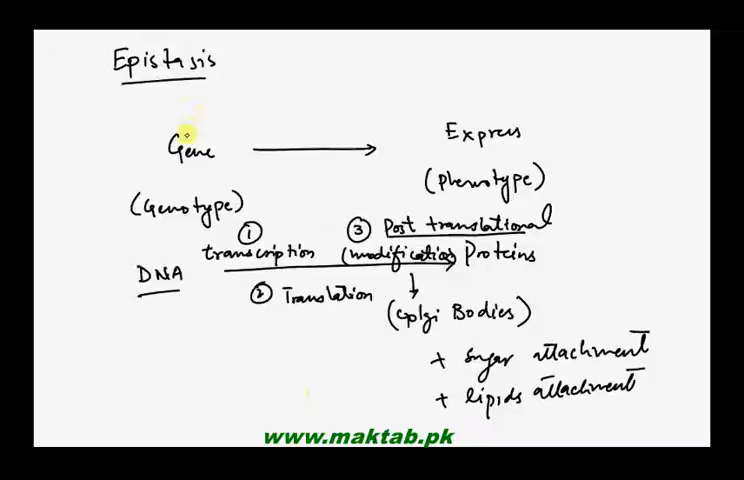 Epistasis
Gene → Express
(Genotype) (Phenotype)
① transcription ③ Post translational (modification)
DNA → Proteins
② Translation ↓
(Golgi Bodies)
+ sugar attachment
+ lipids attachment
www.maktab.pk